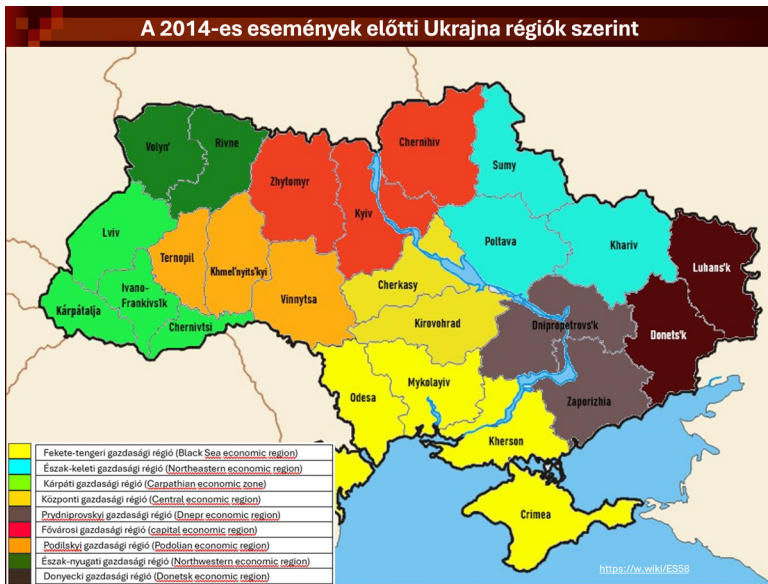 A 2014-es események előtti Ukrajna régiók szerint
Volyn'
Rivne
Chernihiv
Sumy
Zhytomyr
Kyiv
Lviv
Ternopil
Khmel'nyits'kyi
Poltava
Khariv
Luhans'k
Ivano-
Frankivs1k
Kárpátalja
Chernivtsi
Vinnytsa
Cherkasy
Kirovohrad
Dnipropetrovs'k
Donets'k
Odesa
Mykolayiv
Zaporizhia
Kherson
Crimea
Fekete-tengeri gazdasági régió (Black Sea economic region)
Észak-keleti gazdasági régió (Northeastern economic region)
Kárpáti gazdasági régió (Carpathian economic zone)
Központi gazdasági régió (Central economic region)
Prydniprovskyi gazdasági régió (Dnepr economic region)
Fővárosi gazdasági régió (capital economic region)
Podilskyi gazdasági régió (Podolian economic region)
Észak-nyugati gazdasági régió (Northwestern economic region)
Donyecki gazdasági régió (Donetsk economic region)
https://w.wiki/ES58